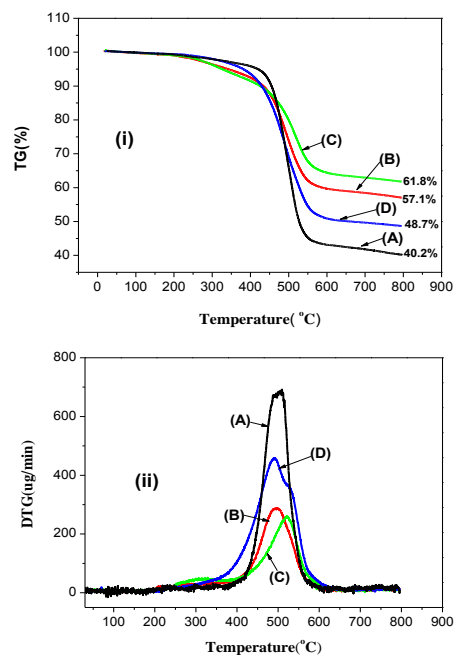 110
100
90
80
70
60
50
40
TG(%)
(i)
(C)
(B)
(D)
(A)
61.8%
57.1%
48.7%
40.2%
0 100 200 300 400 500 600 700 800 900
Temperature( °C)
800
600
400
200
0
DTG(ug/min)
(A)
(D)
(ii)
(B)
(C)
100 200 300 400 500 600 700 800 900
Temperature(°C)